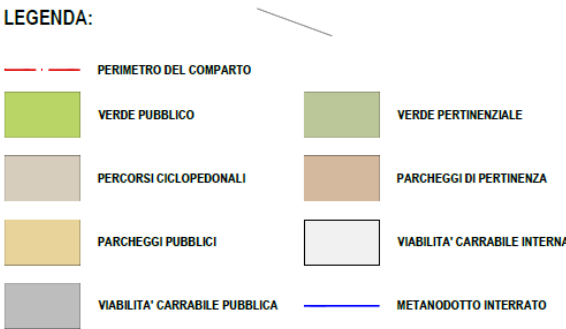 LEGENDA:
PERIMETRO DEL COMPARTO
VERDE PUBBLICO
VERDE PERTINENZIALE
PERCORSI CICLOPEDONALI
PARCHEGGI DI PERTINENZA
PARCHEGGI PUBBLICI
VIABILITA' CARRABILE INTERNA
VIABILITA' CARRABILE PUBBLICA
METANODOTTO INTERRATO